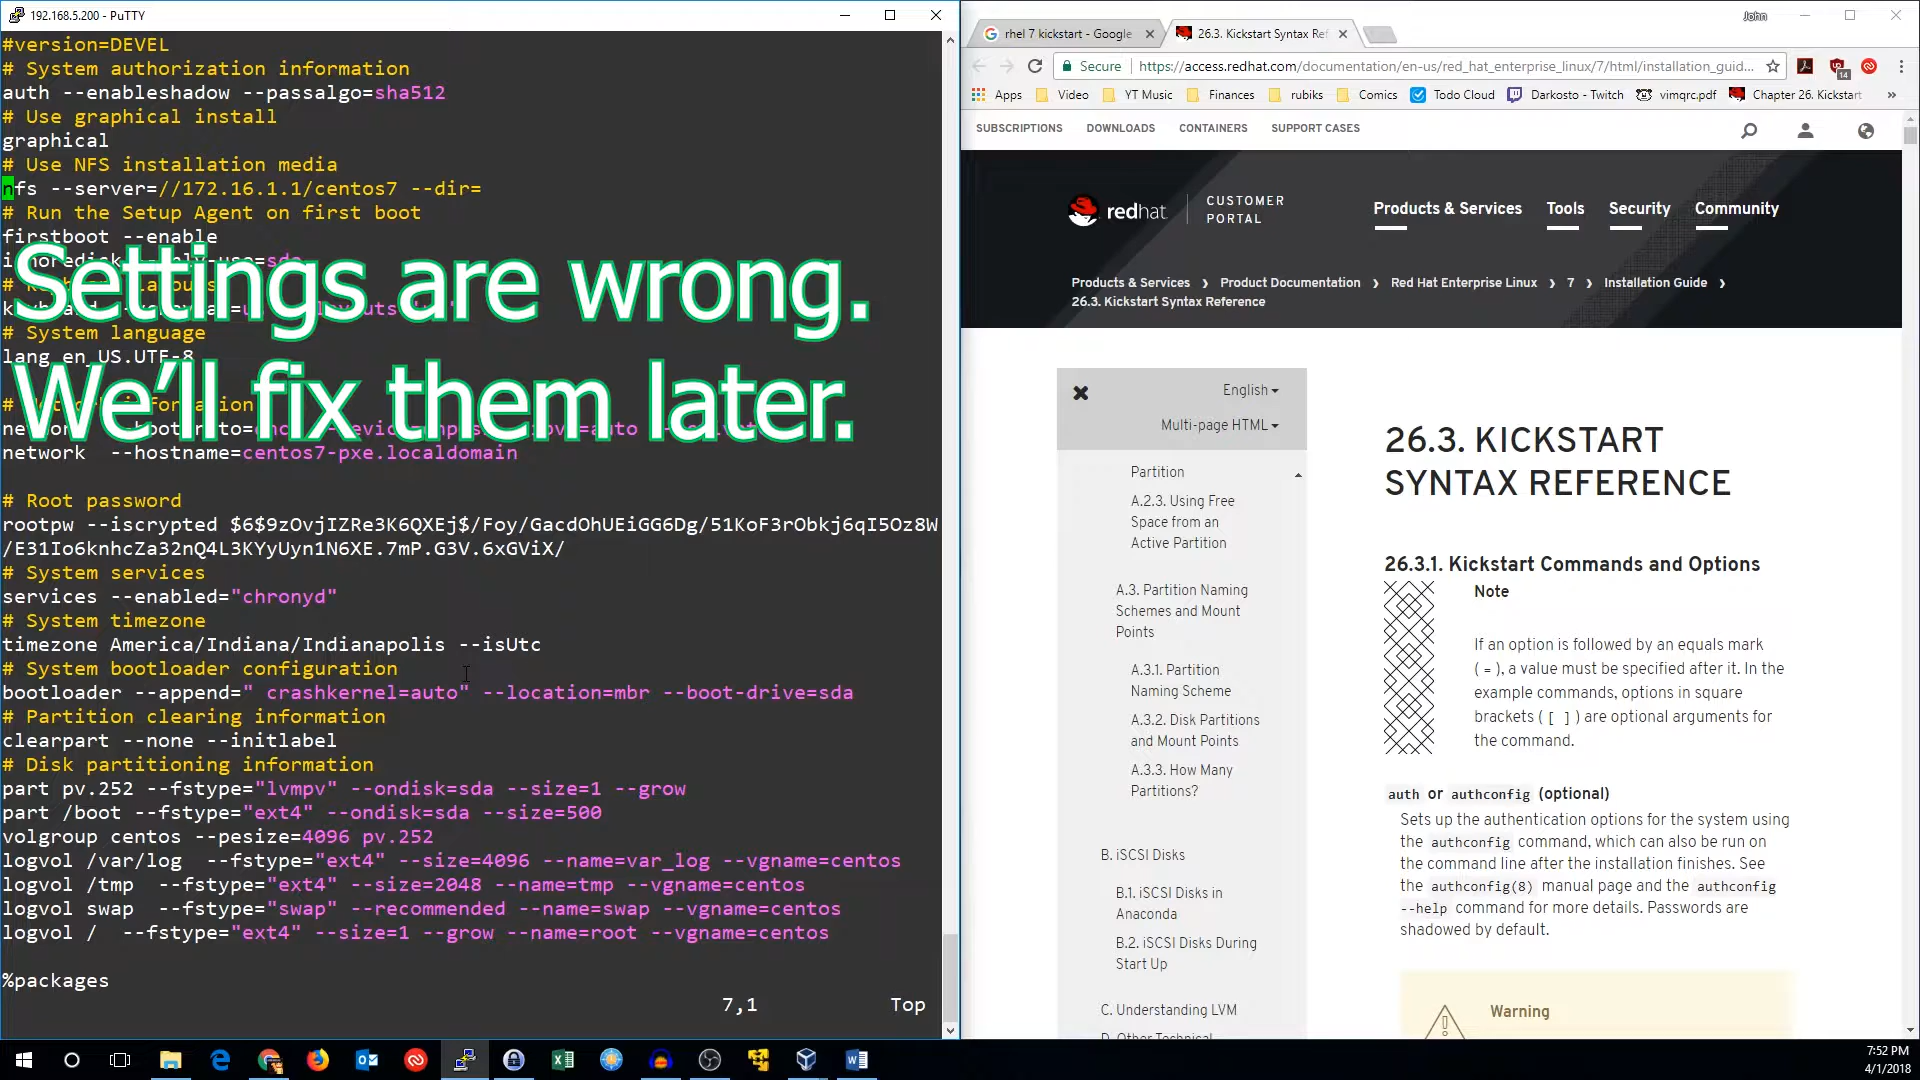 192.168.5.200 - PuTTY
#version=DEVEL
# System authorization information
auth --enableshadow --passalgo=sha512
# Use graphical install
graphical
# Use NFS installation media
nfs --server=//172.16.1.1/centos7 --dir=
# Run the Setup Agent on first boot
firstboot --enable
Settings are wrong.
# System language
lang en_US.UTF-8
We'll fix them later.
network --hostname=centos7-pxe.localdomain
# Root password
rootpw --iscrypted $6$9zOvjIZRe3K6QXEj$/Foy/GacdOhUEiGG6Dg/51KoF3rObkj6qI5Oz8W
/E31Io6knhcZa32nQ4L3KYyUyn1N6XE.7mP.G3V.6xGViX/
# System services
services --enabled="chronyd"
# System timezone
timezone America/Indiana/Indianapolis --isUtc
# System bootloader configuration
bootloader --append=" crashkernel=auto" --location=mbr --boot-drive=sda
# Partition clearing information
clearpart --none --initlabel
# Disk partitioning information
part pv.252 --fstype="lvmpv" --ondisk=sda --size=1 --grow
part /boot --fstype="ext4" --ondisk=sda --size=500
volgroup centos --pesize=4096 pv.252
logvol /var/log --fstype="ext4" --size=4096 --name=var_log --vgname=centos
logvol /tmp --fstype="ext4" --size=2048 --name=tmp --vgname=centos
logvol swap --fstype="swap" --recommended --name=swap --vgname=centos
logvol / --fstype="ext4" --size=1 --grow --name=root --vgname=centos
%packages
7,1 Top
John
rhel 7 kickstart - Google
26.3. Kickstart Syntax Ref
Secure https://access.redhat.com/documentation/en-us/red_hat_enterprise_linux/7/html/installation_guid...
14
Apps Video YT Music Finances rubiks Comics Todo Cloud Darkosto - Twitch vimqrc.pdf Chapter 26. Kickstart »
SUBSCRIPTIONS DOWNLOADS CONTAINERS SUPPORT CASES
redhat. CUSTOMER PORTAL
Products & Services Tools Security Community
Products & Services Product Documentation Red Hat Enterprise Linux 7 Installation Guide
26.3. Kickstart Syntax Reference
English
Multi-page HTML
Partition
A.2.3. Using Free
Space from an
Active Partition
A.3. Partition Naming
Schemes and Mount
Points
A.3.1. Partition
Naming Scheme
A.3.2. Disk Partitions
and Mount Points
A.3.3. How Many
Partitions?
B. iSCSI Disks
B.1. iSCSI Disks in
Anaconda
B.2. iSCSI Disks During
Start Up
C. Understanding LVM
D. Other Technical
26.3. KICKSTART
SYNTAX REFERENCE
26.3.1. Kickstart Commands and Options
Note
If an option is followed by an equals mark
( = ), a value must be specified after it. In the
example commands, options in square
brackets ( [ ] ) are optional arguments for
the command.
auth or authconfig (optional)
Sets up the authentication options for the system using
the authconfig command, which can also be run on
the command line after the installation finishes. See
the authconfig(8) manual page and the authconfig
--help command for more details. Passwords are
shadowed by default.
Warning
7:52 PM
4/1/2018